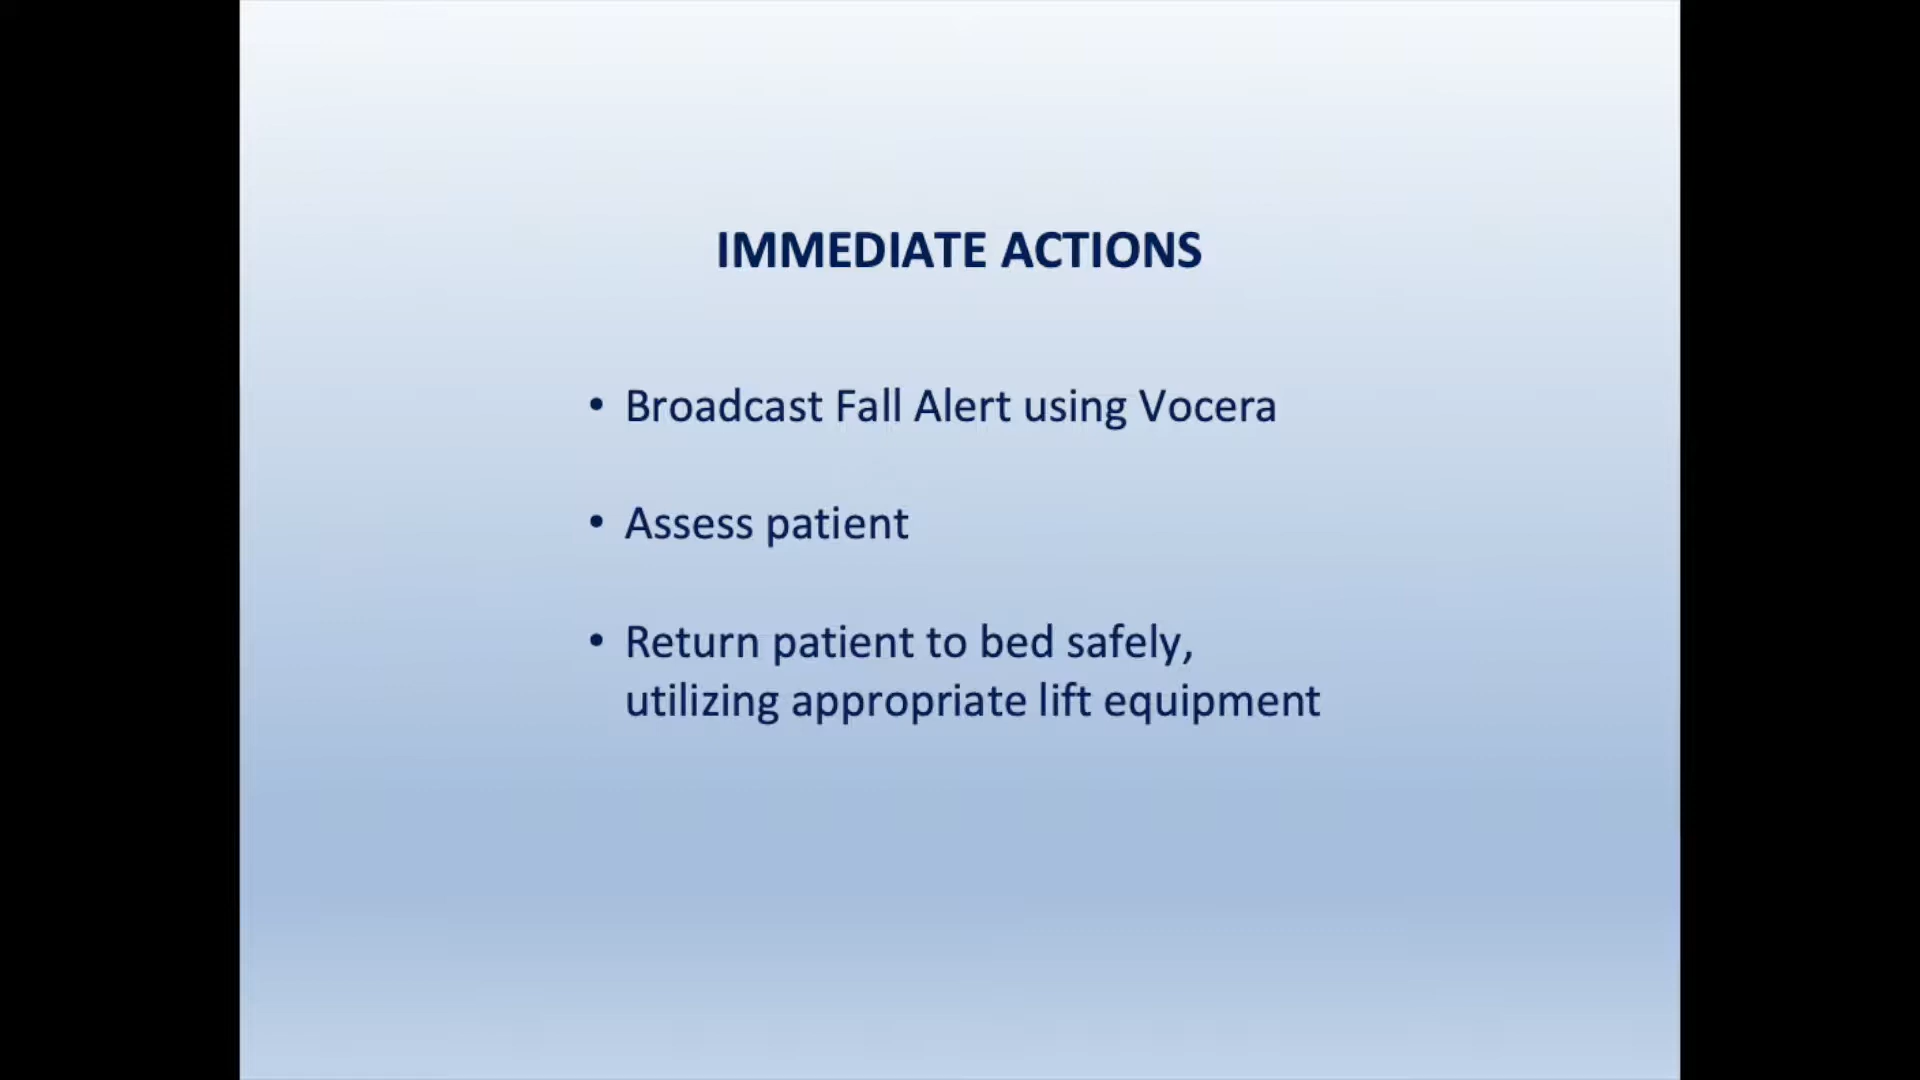 IMMEDIATE ACTIONS
• Broadcast Fall Alert using Vocera
• Assess patient
• Return patient to bed safely,
utilizing appropriate lift equipment